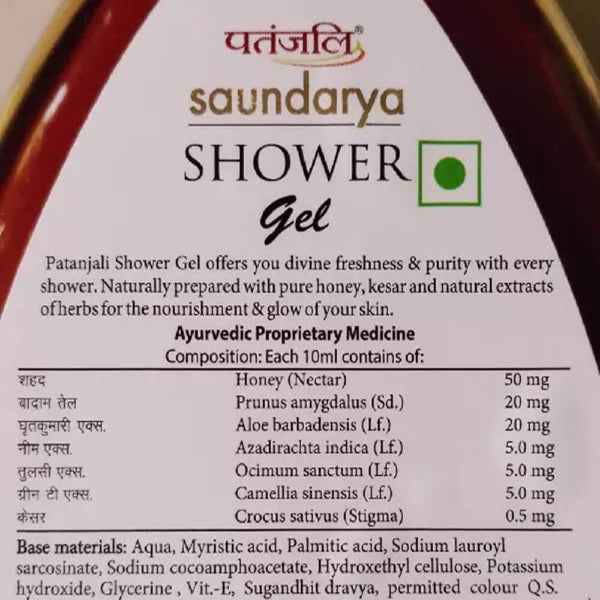 पतंजलि®
saundarya
SHOWER
Gel
Patanjali Shower Gel offers you divine freshness & purity with every
shower. Naturally prepared with pure honey, kesar and natural extracts
of herbs for the nourishment & glow of your skin.
Ayurvedic Proprietary Medicine
Composition: Each 10ml contains of:
शहद Honey (Nectar) 50 mg
बादाम तेल Prunus amygdalus (Sd.) 20 mg
घृतकुमारी एक्स. Aloe barbadensis (Lf.) 20 mg
नीम एक्स. Azadirachta indica (Lf.) 5.0 mg
तुलसी एक्स. Ocimum sanctum (Lf.) 5.0 mg
ग्रीन टी एक्स. Camellia sinensis (Lf.) 5.0 mg
केसर Crocus sativus (Stigma) 0.5 mg
Base materials: Aqua, Myristic acid, Palmitic acid, Sodium lauroyl
sarcosinate, Sodium cocoamphoacetate, Hydroxethyl cellulose, Potassium
hydroxide, Glycerine , Vit.-E, Sugandhit dravya, permitted colour Q.S.